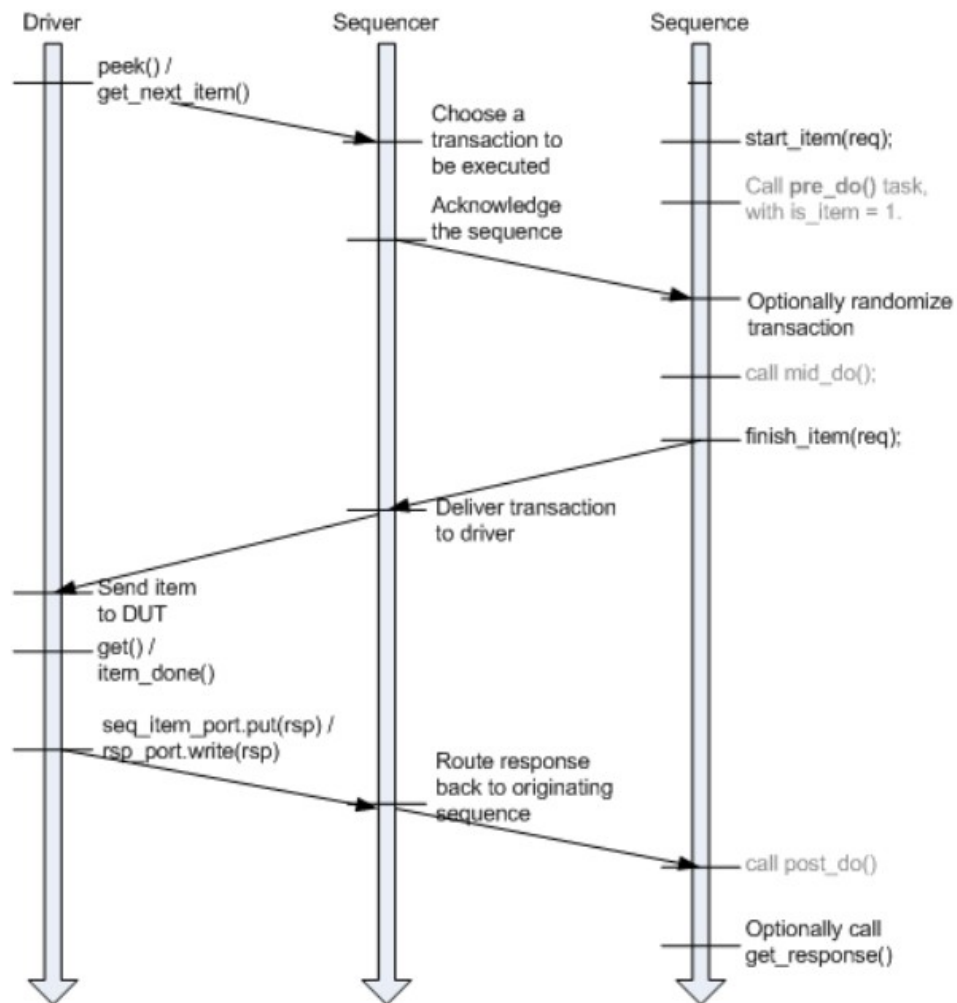 Driver
Sequencer
Sequence
peek() /
get_next_item()
Choose a
transaction to
be executed
start_item(req);
Call pre_do() task,
with is_item = 1.
Acknowledge
the sequence
Optionally randomize
transaction
call mid_do();
finish_item(req);
Deliver transaction
to driver
Send item
to DUT
get() /
item_done()
seq_item_port.put(rsp) /
rsp_port.write(rsp)
Route response
back to originating
sequence
call post_do()
Optionally call
get_response()